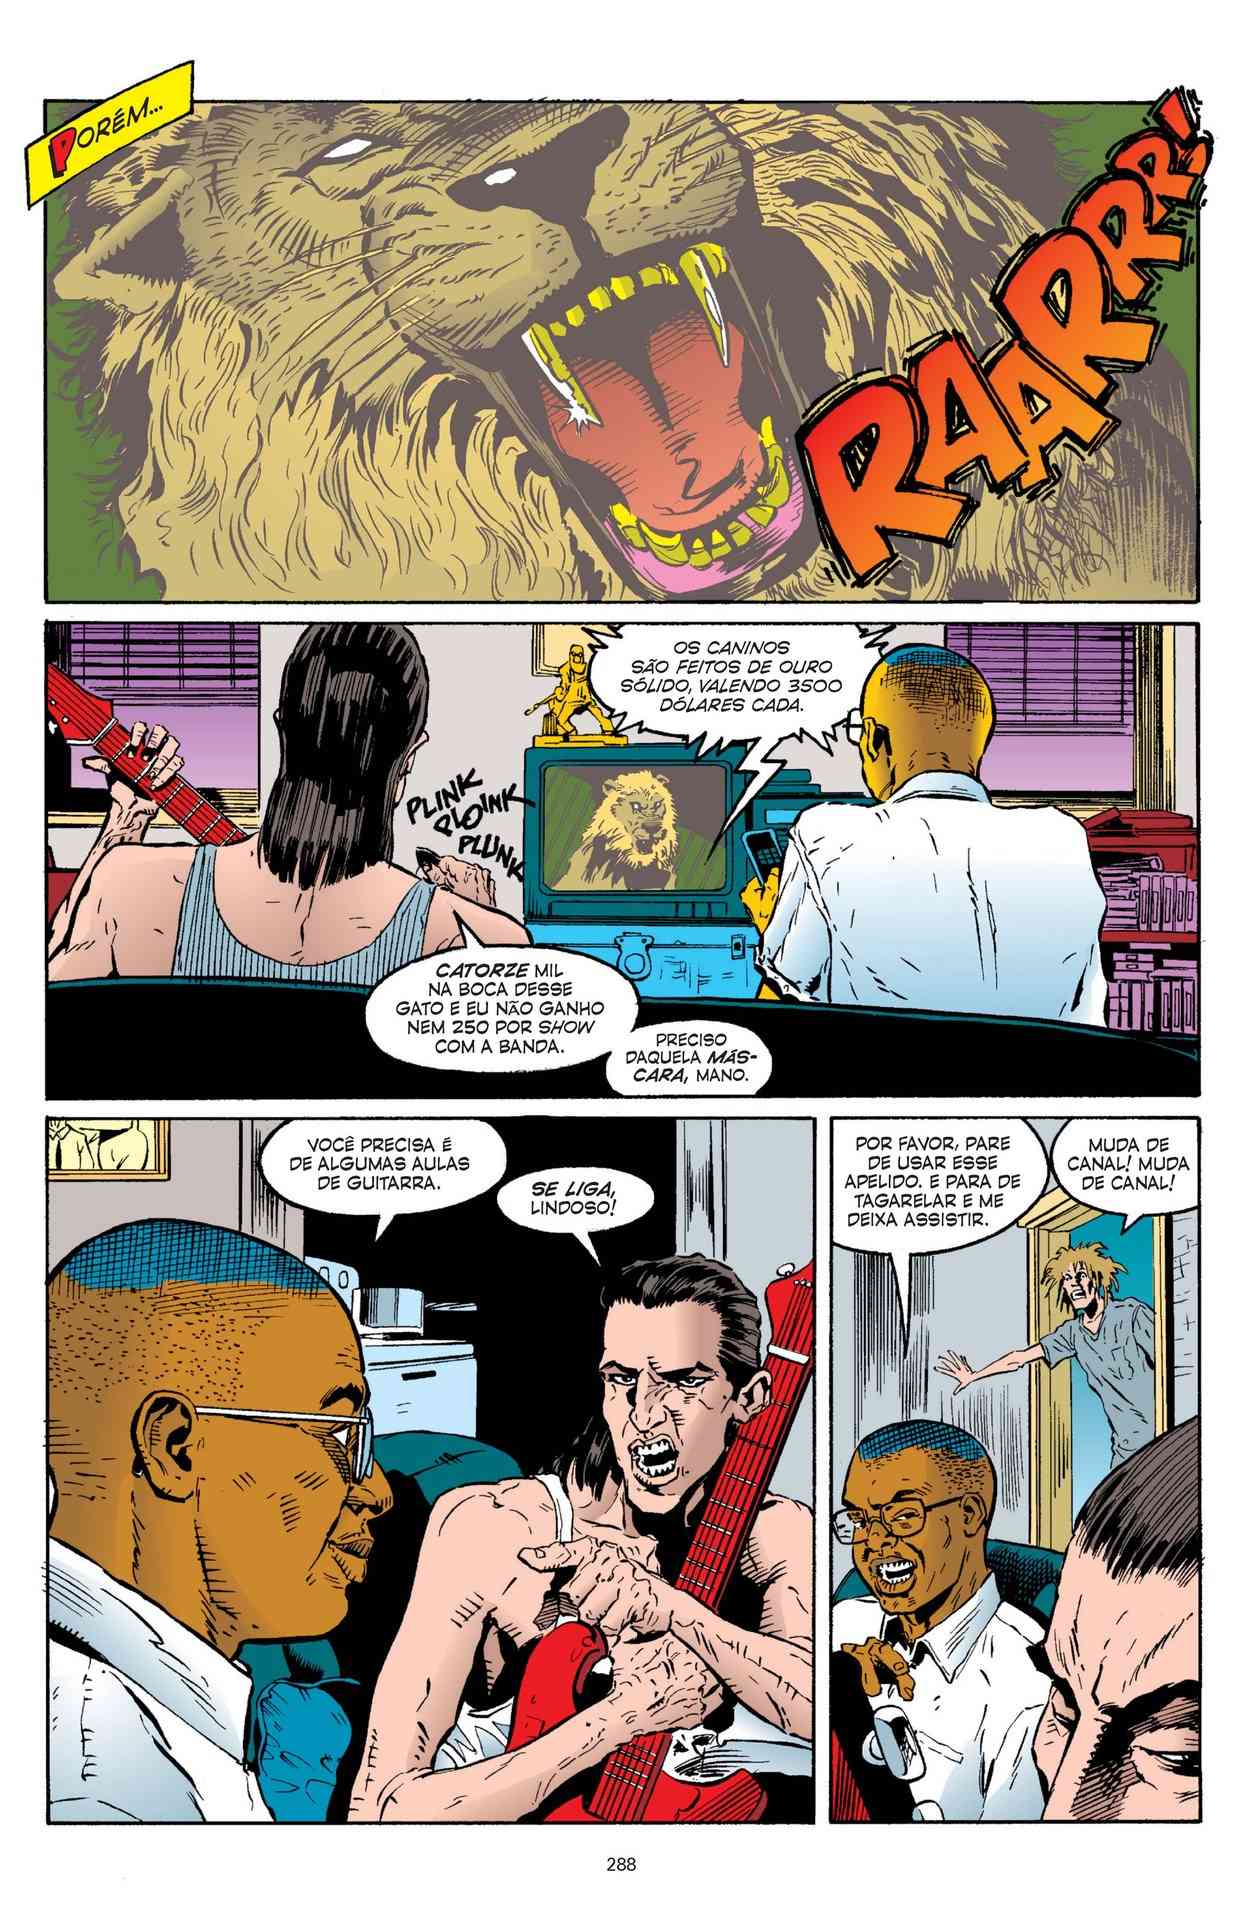 PORÉM...
RAARRR!
OS CANINOS
SÃO FEITOS DE OURO
SÓLIDO, VALENDO 3500
DÓLARES CADA.
PLINK
PLOINK
PLUNK
CATORZE MIL
NA BOCA DESSE
GATO E EU NÃO GANHO
NEM 250 POR SHOW
COM A BANDA.
PRECISO
DAQUELA MÁS-
CARA, MANO.
VOCÊ PRECISA É
DE ALGUMAS AULAS
DE GUITARRA.
SE LIGA,
LINDOSO!
POR FAVOR, PARE
DE USAR ESSE
APELIDO. E PARA DE
TAGARELAR E ME
DEIXA ASSISTIR.
MUDA DE
CANAL! MUDA
DE CANAL!
288